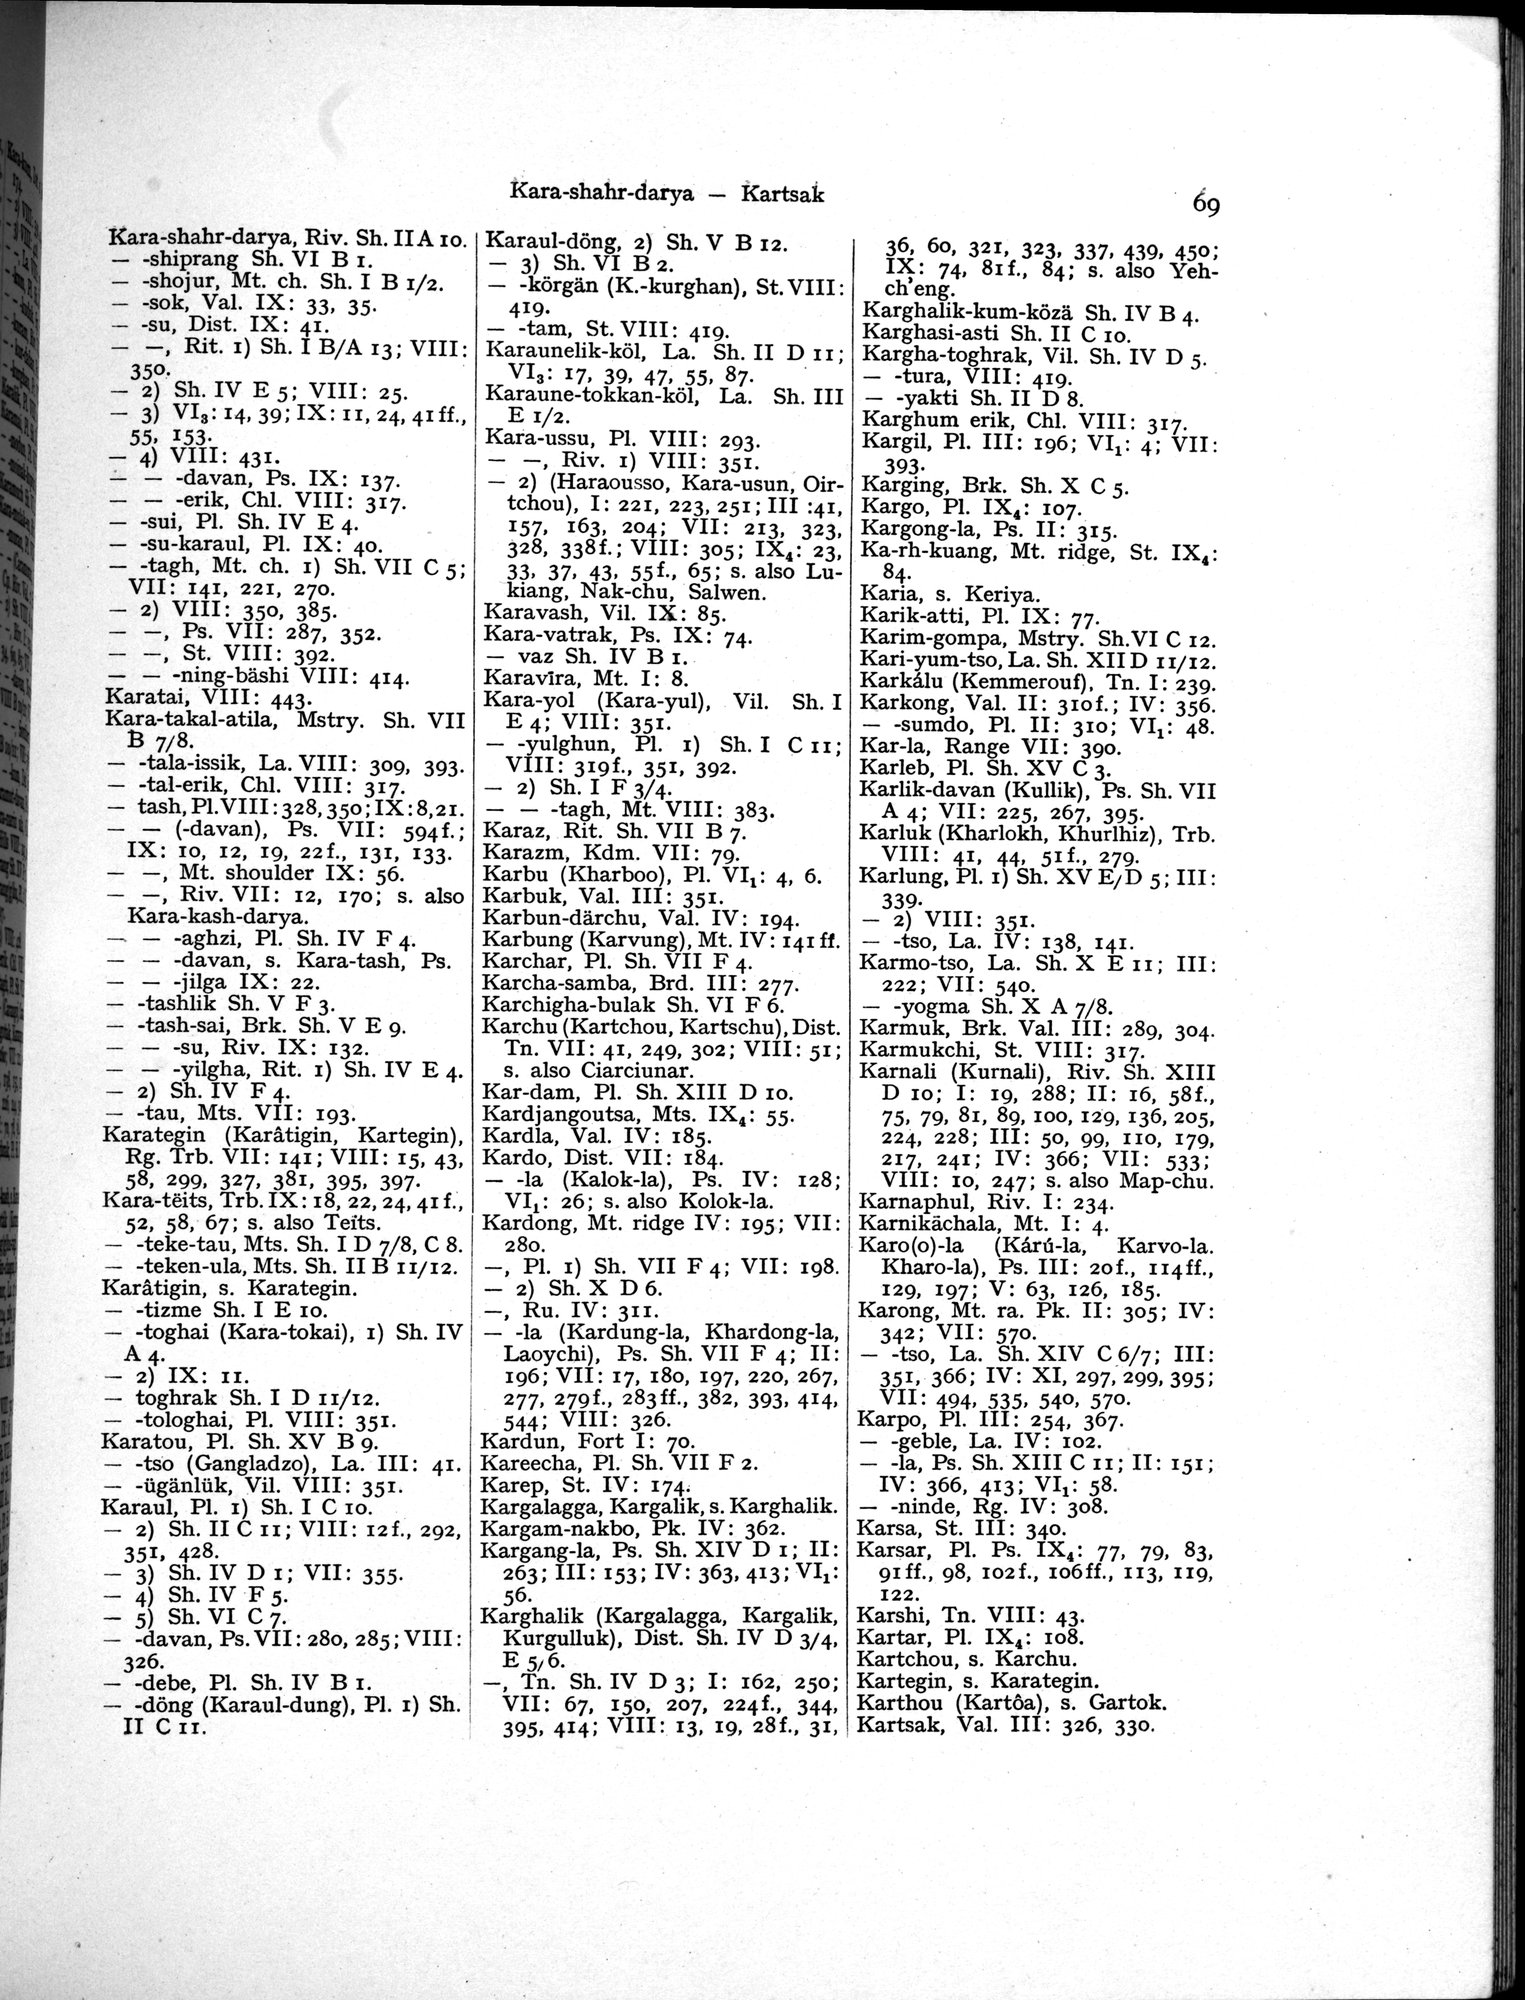 Kara-shahr-darya — Kartsak
69
Kara-shahr-darya, Riv. Sh. II A 10.
— -shiprang Sh. VI B 1.
— -shojur, Mt. ch. Sh. I B 1/2.
— -sok, Val. IX: 33, 35.
— -su, Dist. IX: 41.
— —, Rit. 1) Sh. I B/A 13; VIII:
350.
— 2) Sh. IV E 5; VIII: 25.
— 3) VI₃: 14, 39; IX: 11, 24, 41 ff.,
55, 153.
— 4) VIII: 431.
— — -davan, Ps. IX: 137.
— — -erik, Chl. VIII: 317.
— -sui, Pl. Sh. IV E 4.
— -su-karaul, Pl. IX: 40.
— -tagh, Mt. ch. 1) Sh. VII C 5;
VII: 141, 221, 270.
— 2) VIII: 350, 385.
— —, Ps. VII: 287, 352.
— —, St. VIII: 392.
— — -ning-bäshi VIII: 414.
Karatai, VIII: 443.
Kara-takal-atila, Mstry. Sh. VII
B 7/8.
— -tala-issik, La. VIII: 309, 393.
— -tal-erik, Chl. VIII: 317.
— tash, Pl. VIII: 328, 350; IX: 8, 21.
— — (-davan), Ps. VII: 594 f.;
IX: 10, 12, 19, 22 f., 131, 133.
— —, Mt. shoulder IX: 56.
— —, Riv. VII: 12, 170; s. also
Kara-kash-darya.
— — -aghzi, Pl. Sh. IV F 4.
— — -davan, s. Kara-tash, Ps.
— — -jilga IX: 22.
— -tashlik Sh. V F 3.
— -tash-sai, Brk. Sh. V E 9.
— — -su, Riv. IX: 132.
— — -yilgha, Rit. 1) Sh. IV E 4.
— 2) Sh. IV F 4.
— -tau, Mts. VII: 193.
Karategin (Karâtigin, Kartegin),
Rg. Trb. VII: 141; VIII: 15, 43,
58, 299, 327, 381, 395, 397.
Kara-tëits, Trb. IX: 18, 22, 24, 41 f.,
52, 58, 67; s. also Teïts.
— -teke-tau, Mts. Sh. I D 7/8, C 8.
— -teken-ula, Mts. Sh. II B 11/12.
Karâtigin, s. Karategin.
— -tizme Sh. I E 10.
— -toghai (Kara-tokai), 1) Sh. IV
A 4.
— 2) IX: 11.
— toghrak Sh. I D 11/12.
— -tologhai, Pl. VIII: 351.
Karatou, Pl. Sh. XV B 9.
— -tso (Gangladzo), La. III: 41.
— -ügänlük, Vil. VIII: 351.
Karaul, Pl. 1) Sh. I C 10.
— 2) Sh. II C 11; VIII: 12 f., 292,
351, 428.
— 3) Sh. IV D 1; VII: 355.
— 4) Sh. IV F 5.
— 5) Sh. VI C 7.
— -davan, Ps. VII: 280, 285; VIII:
326.
— -debe, Pl. Sh. IV B 1.
— -döng (Karaul-dung), Pl. 1) Sh.
II C 11.
Karaul-döng, 2) Sh. V B 12.
— 3) Sh. VI B 2.
— -körgän (K.-kurghan), St. VIII:
419.
— -tam, St. VIII: 419.
Karaunelik-köl, La. Sh. II D 11;
VI₃: 17, 39, 47, 55, 87.
Karaune-tokkan-köl, La. Sh. III
E 1/2.
Kara-ussu, Pl. VIII: 293.
— —, Riv. 1) VIII: 351.
— 2) (Haraousso, Kara-usun, Oir-
tchou), I: 221, 223, 251; III :41,
157, 163, 204; VII: 213, 323,
328, 338 f.; VIII: 305; IX₄: 23,
33, 37, 43, 55 f., 65; s. also Lu-
kiang, Nak-chu, Salwen.
Karavash, Vil. IX: 85.
Kara-vatrak, Ps. IX: 74.
— vaz Sh. IV B 1.
Karavīra, Mt. I: 8.
Kara-yol (Kara-yul), Vil. Sh. I
E 4; VIII: 351.
— -yulghun, Pl. 1) Sh. I C 11;
VIII: 319 f., 351, 392.
— 2) Sh. I F 3/4.
— — -tagh, Mt. VIII: 383.
Karaz, Rit. Sh. VII B 7.
Karazm, Kdm. VII: 79.
Karbu (Kharboo), Pl. VI₁: 4, 6.
Karbuk, Val. III: 351.
Karbun-därchu, Val. IV: 194.
Karbung (Karvung), Mt. IV: 141 ff.
Karchar, Pl. Sh. VII F 4.
Karcha-samba, Brd. III: 277.
Karchigha-bulak Sh. VI F 6.
Karchu (Kartchou, Kartschu), Dist.
Tn. VII: 41, 249, 302; VIII: 51;
s. also Ciarciunar.
Kar-dam, Pl. Sh. XIII D 10.
Kardjangoutsa, Mts. IX₄: 55.
Kardla, Val. IV: 185.
Kardo, Dist. VII: 184.
— -la (Kalok-la), Ps. IV: 128;
VI₁: 26; s. also Kolok-la.
Kardong, Mt. ridge IV: 195; VII:
280.
—, Pl. 1) Sh. VII F 4; VII: 198.
— 2) Sh. X D 6.
—, Ru. IV: 311.
— -la (Kardung-la, Khardong-la,
Laoychi), Ps. Sh. VII F 4; II:
196; VII: 17, 180, 197, 220, 267,
277, 279 f., 283 ff., 382, 393, 414,
544; VIII: 326.
Kardun, Fort I: 70.
Kareecha, Pl. Sh. VII F 2.
Karep, St. IV: 174.
Kargalagga, Kargalik, s. Karghalik.
Kargam-nakbo, Pk. IV: 362.
Kargang-la, Ps. Sh. XIV D 1; II:
263; III: 153; IV: 363, 413; VI₁:
56.
Karghalik (Kargalagga, Kargalik,
Kurgulluk), Dist. Sh. IV D 3/4,
E 5/6.
—, Tn. Sh. IV D 3; I: 162, 250;
VII: 67, 150, 207, 224 f., 344,
395, 414; VIII: 13, 19, 28 f., 31,
36, 60, 321, 323, 337, 439, 450;
IX: 74, 81 f., 84; s. also Yeh-
ch'eng.
Karghalik-kum-közä Sh. IV B 4.
Karghasi-asti Sh. II C 10.
Kargha-toghrak, Vil. Sh. IV D 5.
— -tura, VIII: 419.
— -yakti Sh. II D 8.
Karghum erik, Chl. VIII: 317.
Kargil, Pl. III: 196; VI₁: 4; VII:
393.
Karging, Brk. Sh. X C 5.
Kargo, Pl. IX₄: 107.
Kargong-la, Ps. II: 315.
Ka-rh-kuang, Mt. ridge, St. IX₄:
84.
Karia, s. Keriya.
Karik-atti, Pl. IX: 77.
Karim-gompa, Mstry. Sh. VI C 12.
Kari-yum-tso, La. Sh. XII D 11/12.
Karkálu (Kemmerouf), Tn. I: 239.
Karkong, Val. II: 310 f.; IV: 356.
— -sumdo, Pl. II: 310; VI₁: 48.
Kar-la, Range VII: 390.
Karleb, Pl. Sh. XV C 3.
Karlik-davan (Kullik), Ps. Sh. VII
A 4; VII: 225, 267, 395.
Karluk (Kharlokh, Khurlhiz), Trb.
VIII: 41, 44, 51 f., 279.
Karlung, Pl. 1) Sh. XV E/D 5; III:
339.
— 2) VIII: 351.
— -tso, La. IV: 138, 141.
Karmo-tso, La. Sh. X E 11; III:
222; VII: 540.
— -yogma Sh. X A 7/8.
Karmuk, Brk. Val. III: 289, 304.
Karmukchi, St. VIII: 317.
Karnali (Kurnali), Riv. Sh. XIII
D 10; I: 19, 288; II: 16, 58 f.,
75, 79, 81, 89, 100, 129, 136, 205,
224, 228; III: 50, 99, 110, 179,
217, 241; IV: 366; VII: 533;
VIII: 10, 247; s. also Map-chu.
Karnaphul, Riv. I: 234.
Karnikāchala, Mt. I: 4.
Karo(o)-la (Kárú-la, Karvo-la.
Kharo-la), Ps. III: 20 f., 114 ff.,
129, 197; V: 63, 126, 185.
Karong, Mt. ra. Pk. II: 305; IV:
342; VII: 570.
— -tso, La. Sh. XIV C 6/7; III:
351, 366; IV: XI, 297, 299, 395;
VII: 494, 535, 540, 570.
Karpo, Pl. III: 254, 367.
— -geble, La. IV: 102.
— -la, Ps. Sh. XIII C 11; II: 151;
IV: 366, 413; VI₁: 58.
— -ninde, Rg. IV: 308.
Karsa, St. III: 340.
Karsar, Pl. Ps. IX₄: 77, 79, 83,
91 ff., 98, 102 f., 106 ff., 113, 119,
122.
Karshi, Tn. VIII: 43.
Kartar, Pl. IX₄: 108.
Kartchou, s. Karchu.
Kartegin, s. Karategin.
Karthou (Kartôa), s. Gartok.
Kartsak, Val. III: 326, 330.